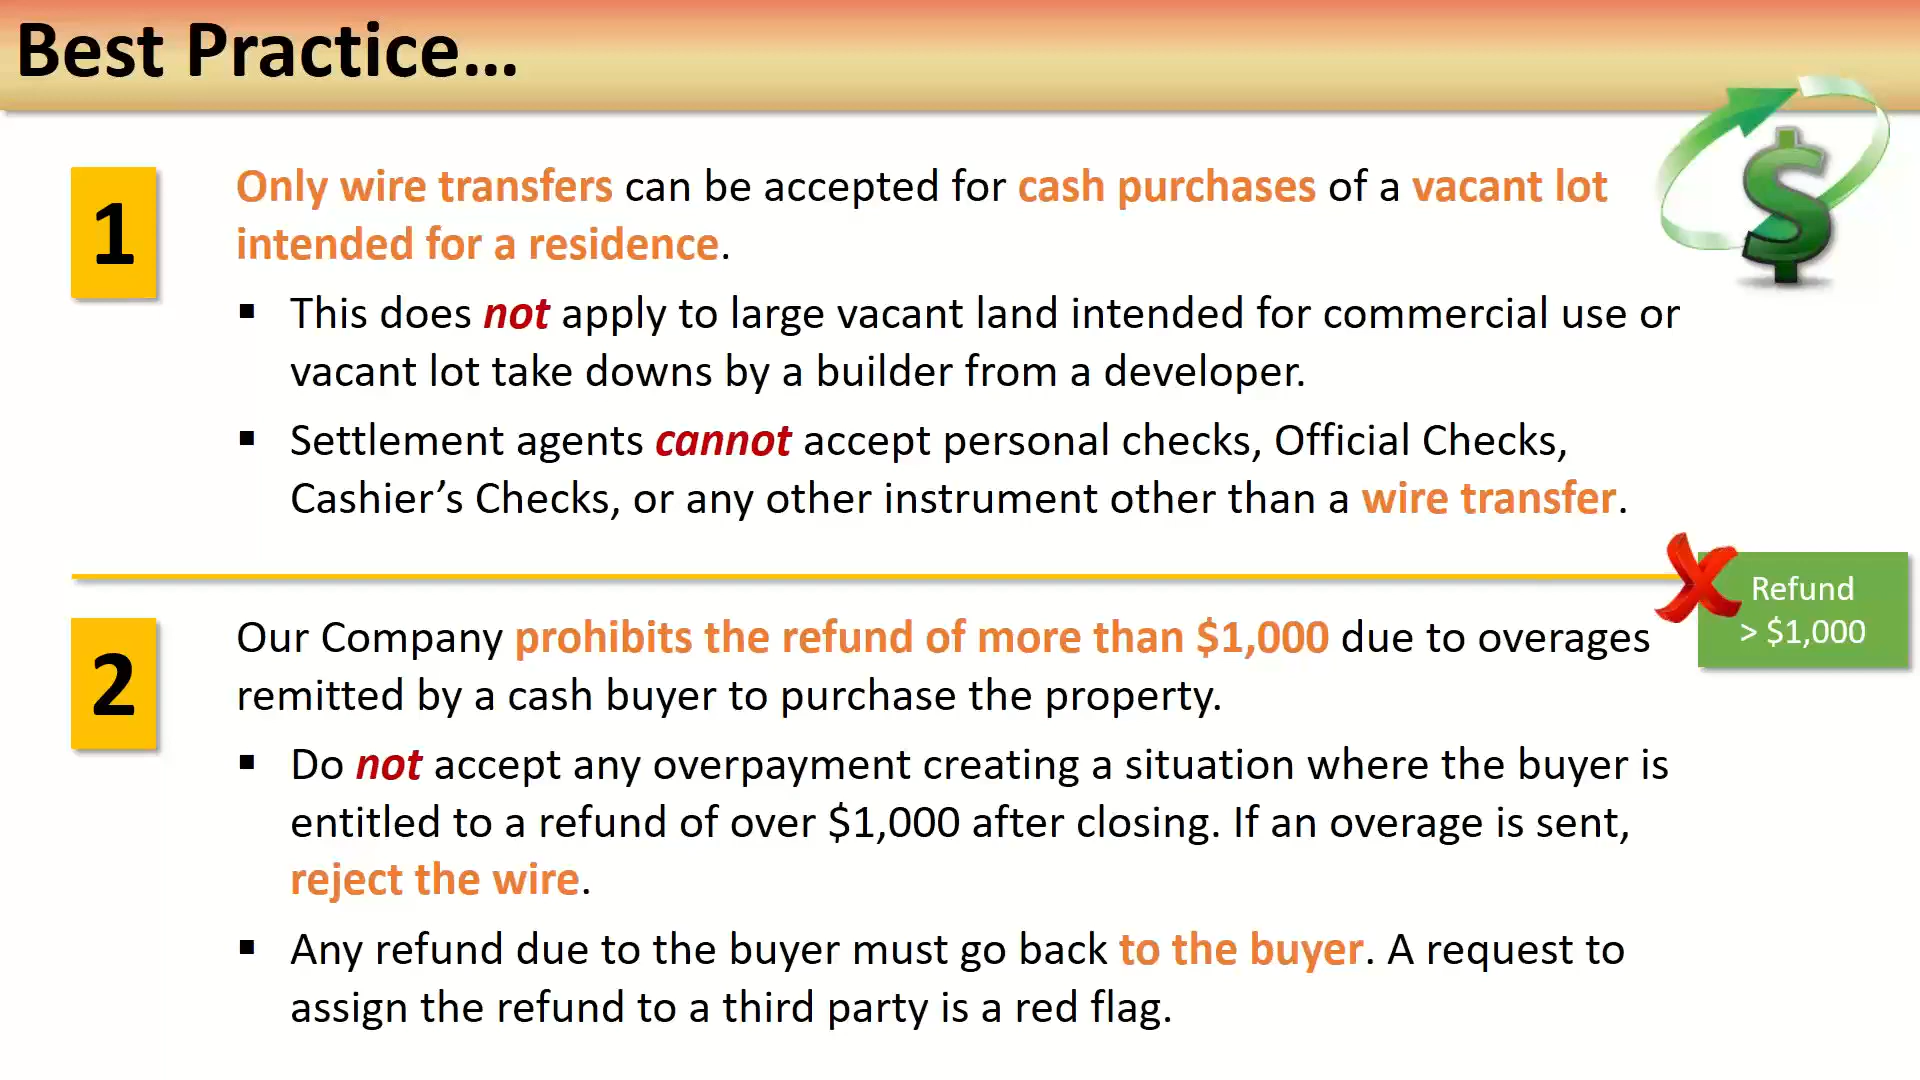 Best Practice...
1
Only wire transfers can be accepted for cash purchases of a vacant lot
intended for a residence.
▪ This does not apply to large vacant land intended for commercial use or
vacant lot take downs by a builder from a developer.
▪ Settlement agents cannot accept personal checks, Official Checks,
Cashier’s Checks, or any other instrument other than a wire transfer.
Refund
> $1,000
2
Our Company prohibits the refund of more than $1,000 due to overages
remitted by a cash buyer to purchase the property.
▪ Do not accept any overpayment creating a situation where the buyer is
entitled to a refund of over $1,000 after closing. If an overage is sent,
reject the wire.
▪ Any refund due to the buyer must go back to the buyer. A request to
assign the refund to a third party is a red flag.